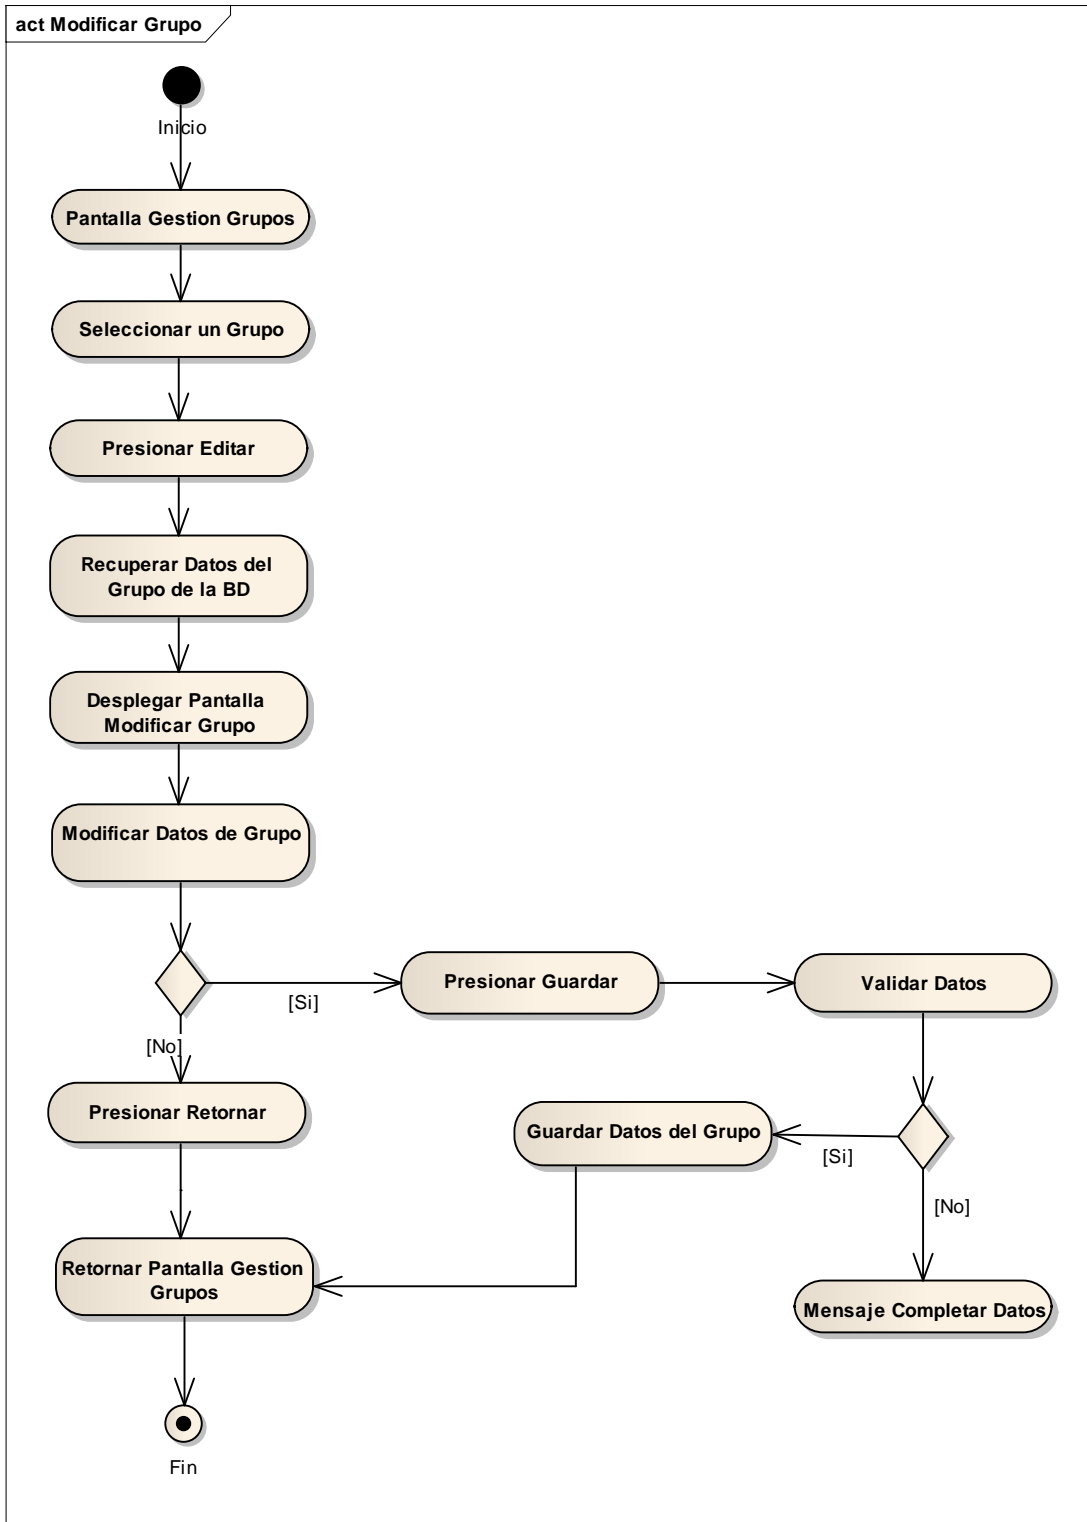 act Modificar Grupo
Inicio
Pantalla Gestion Grupos
Seleccionar un Grupo
Presionar Editar
Recuperar Datos del
Grupo de la BD
Desplegar Pantalla
Modificar Grupo
Modificar Datos de Grupo
Presionar Guardar
Validar Datos
[Si]
[No]
Presionar Retornar
Guardar Datos del Grupo
[Si]
[No]
Retornar Pantalla Gestion
Grupos
Mensaje Completar Datos
Fin